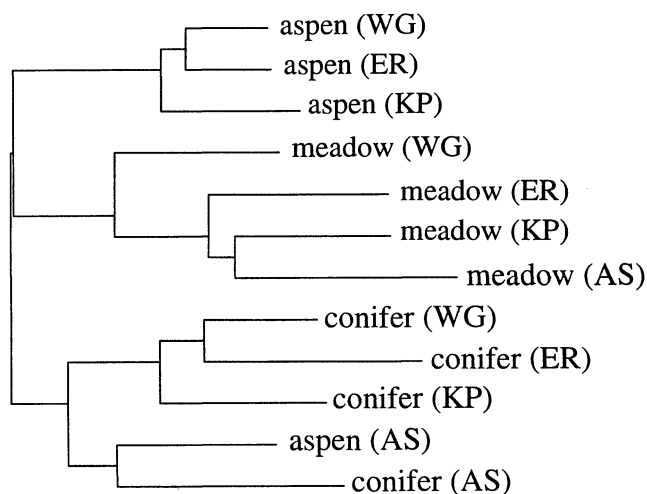 aspen (WG)
aspen (ER)
aspen (KP)
meadow (WG)
meadow (ER)
meadow (KP)
meadow (AS)
conifer (WG)
conifer (ER)
conifer (KP)
aspen (AS)
conifer (AS)